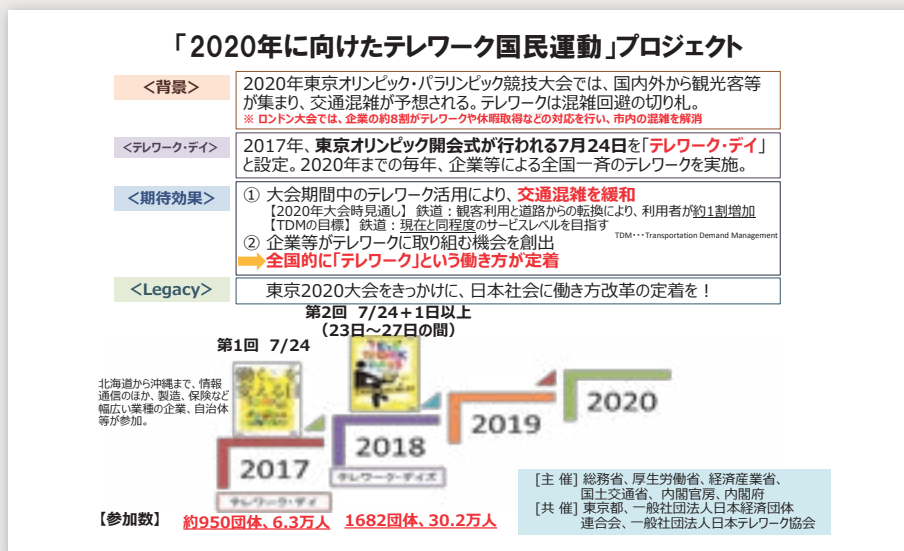 「2020年に向けたテレワーク国民運動」プロジェクト
＜背景＞
2020年東京オリンピック・パラリンピック競技大会では、国内外から観光客等
が集まり、交通混雑が予想される。テレワークは混雑回避の切り札。
※ ロンドン大会では、企業の約8割がテレワークや休暇取得などの対応を行い、市内の混雑を解消
＜テレワーク・デイ＞
2017年、東京オリンピック開会式が行われる7月24日を「テレワーク・デイ」
と設定。2020年までの毎年、企業等による全国一斉のテレワークを実施。
＜期待効果＞
① 大会期間中のテレワーク活用により、交通混雑を緩和
【2020年大会時見通し】 鉄道：観客利用と道路からの転換により、利用者が約1割増加
【TDMの目標】 鉄道：現在と同程度のサービスレベルを目指す
TDM・・・Transportation Demand Management
② 企業等がテレワークに取り組む機会を創出
全国的に「テレワーク」という働き方が定着
＜Legacy＞
東京2020大会をきっかけに、日本社会に働き方改革の定着を！
第2回 7/24＋1日以上
（23日～27日の間）
第1回 7/24
北海道から沖縄まで、情報
通信のほか、製造、保険など
幅広い業種の企業、自治体
等が参加。
2020
2019
2018
2017
テレワーク・デイズ
テレワーク・デイ
【参加数】
約950団体、6.3万人
1682団体、30.2万人
[主 催] 総務省、厚生労働省、経済産業省、
国土交通省、内閣官房、内閣府
[共 催] 東京都、一般社団法人日本経済団体
連合会、一般社団法人日本テレワーク協会